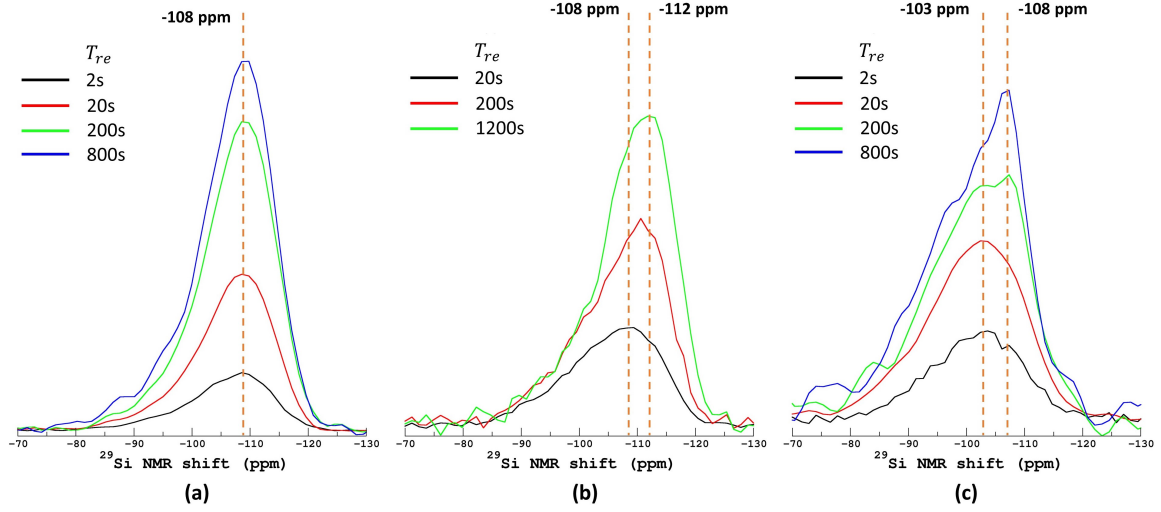 -108 ppm
T_re
2s
20s
200s
800s
−70 −80 −90 −100 −110 −120 −130
²⁹Si NMR shift (ppm)
(a)
-108 ppm -112 ppm
T_re
20s
200s
1200s
−70 −80 −90 −100 −110 −120 −130
²⁹Si NMR shift (ppm)
(b)
-103 ppm -108 ppm
T_re
2s
20s
200s
800s
−70 −80 −90 −100 −110 −120 −130
²⁹Si NMR shift (ppm)
(c)